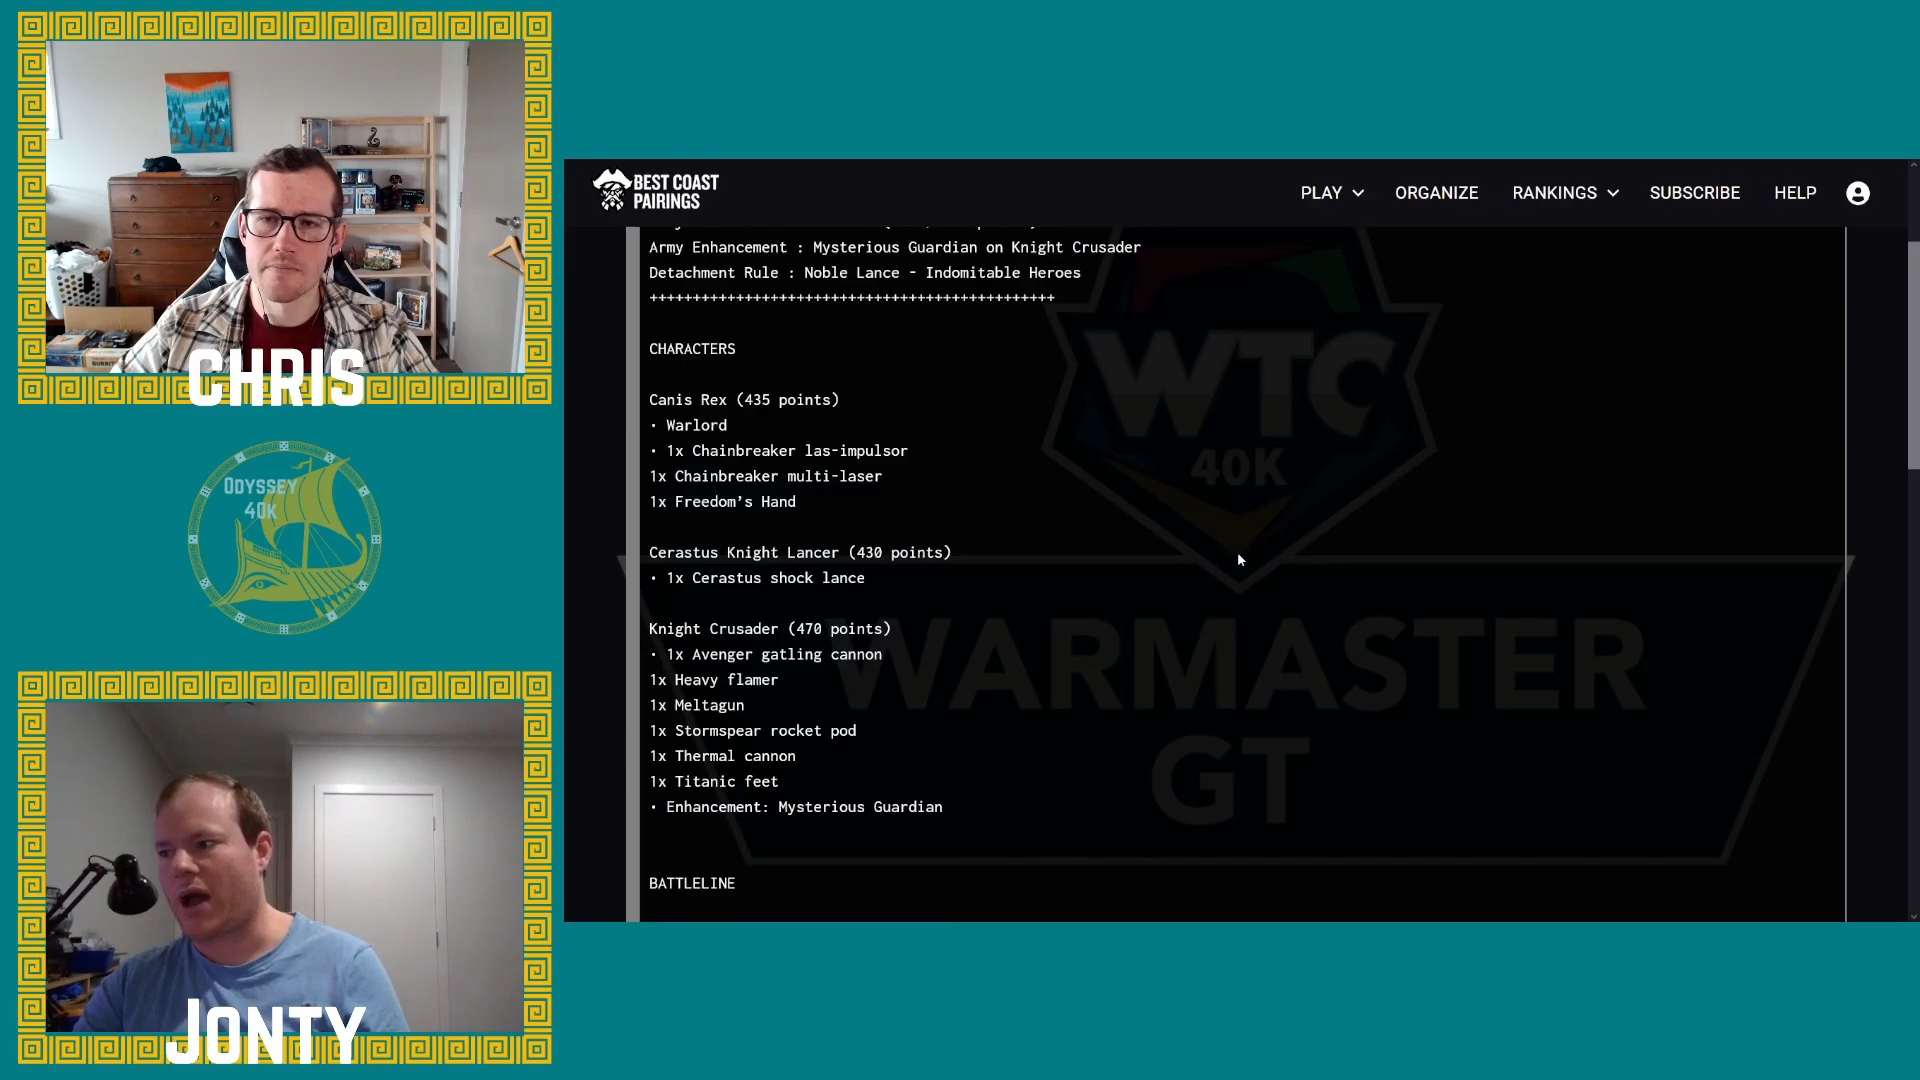 CHRIS
ODYSSEY
40K
JONTY
BEST COAST
PAIRINGS
PLAY
ORGANIZE
RANKINGS
SUBSCRIBE
HELP
Army Enhancement : Mysterious Guardian on Knight Crusader
Detachment Rule : Noble Lance - Indomitable Heroes
+++++++++++++++++++++++++++++++++++++++++++++++
CHARACTERS
Canis Rex (435 points)
• Warlord
• 1x Chainbreaker las-impulsor
1x Chainbreaker multi-laser
1x Freedom’s Hand
Cerastus Knight Lancer (430 points)
• 1x Cerastus shock lance
Knight Crusader (470 points)
• 1x Avenger gatling cannon
1x Heavy flamer
1x Meltagun
1x Stormspear rocket pod
1x Thermal cannon
1x Titanic feet
• Enhancement: Mysterious Guardian
BATTLELINE
WTC
40K
WARMASTER
GT